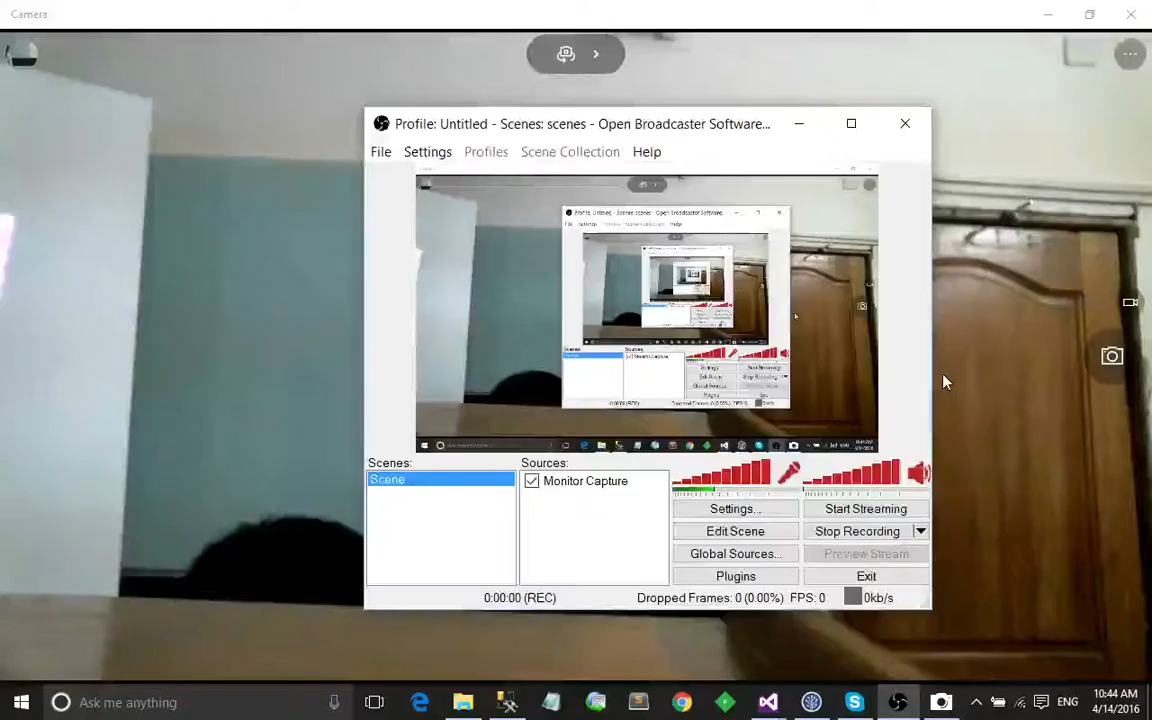 Camera
Profile: Untitled - Scenes: scenes - Open Broadcaster Software...
File Settings Profiles Scene Collection Help
Scenes:
Sources:
Scene
Monitor Capture
Settings...
Start Streaming
Edit Scene
Stop Recording
Global Sources...
Preview Stream
Plugins
Exit
0:00:00 (REC)
Dropped Frames: 0 (0.00%) FPS: 0
0kb/s
Ask me anything
ENG
10:44 AM
4/14/2016